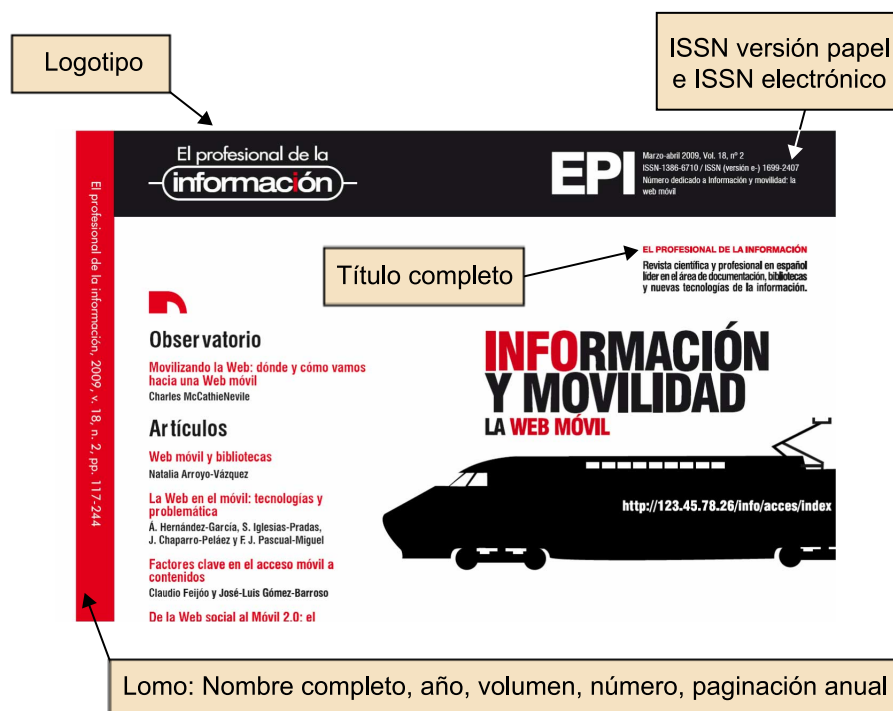 Logotipo
ISSN versión papel
e ISSN electrónico
El profesional de la
información
EPI
Marzo-abril 2009, Vol. 18, nº 2
ISSN-1386-6710 / ISSN (versión e-) 1699-2407
Número dedicado a Información y movilidad: la
web móvil
El profesional de la información, 2009, v. 18, n. 2, pp. 117-244
Título completo
EL PROFESIONAL DE LA INFORMACIÓN
Revista científica y profesional en español
líder en el área de documentación, bibliotecas
y nuevas tecnologías de la información.
Observatorio
Movilizando la Web: dónde y cómo vamos
hacia una Web móvil
Charles McCathieNevile
Artículos
Web móvil y bibliotecas
Natalia Arroyo-Vázquez
La Web en el móvil: tecnologías y
problemática
Á. Hernández-García, S. Iglesias-Pradas,
J. Chaparro-Peláez y F. J. Pascual-Miguel
Factores clave en el acceso móvil a
contenidos
Claudio Feijóo y José-Luis Gómez-Barroso
De la Web social al Móvil 2.0: el
INFORMACIÓN
Y MOVILIDAD
LA WEB MÓVIL
http://123.45.78.26/info/acces/index
Lomo: Nombre completo, año, volumen, número, paginación anual